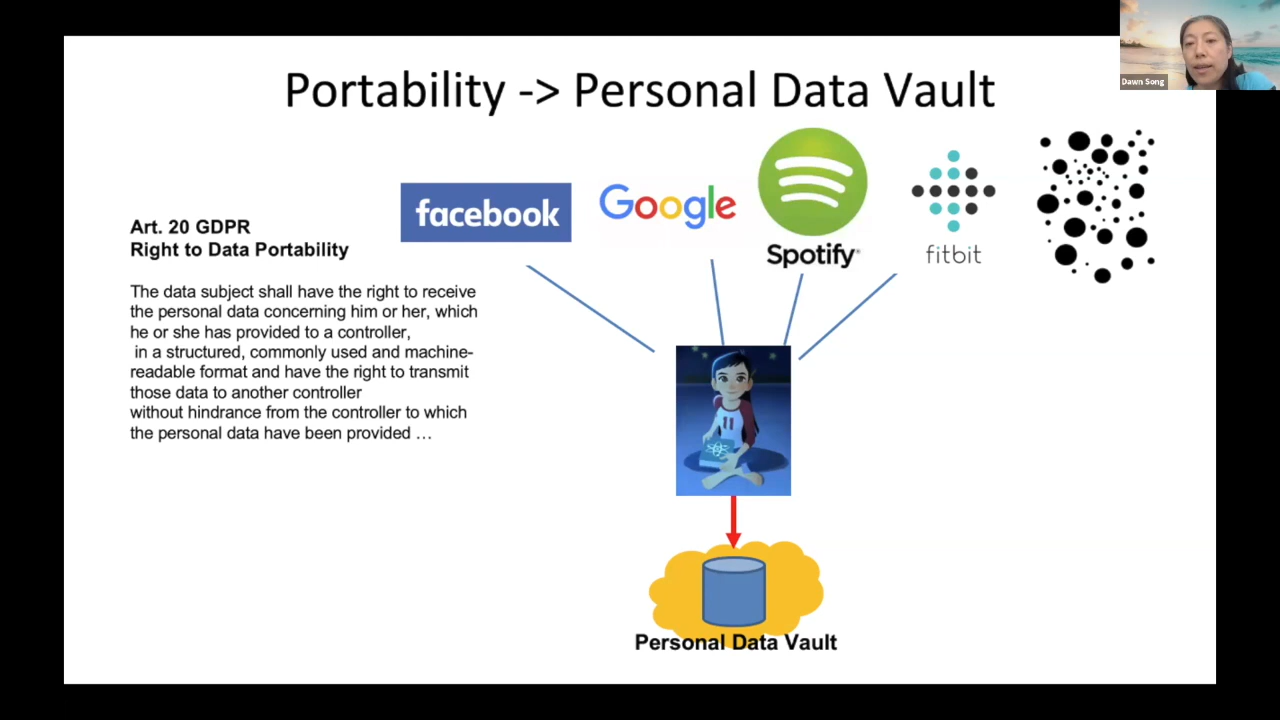 Dawn Song
Portability -> Personal Data Vault
facebook
Google
Spotify
fitbit
Art. 20 GDPR
Right to Data Portability
The data subject shall have the right to receive
the personal data concerning him or her, which
he or she has provided to a controller,
in a structured, commonly used and machine-
readable format and have the right to transmit
those data to another controller
without hindrance from the controller to which
the personal data have been provided …
11
Personal Data Vault